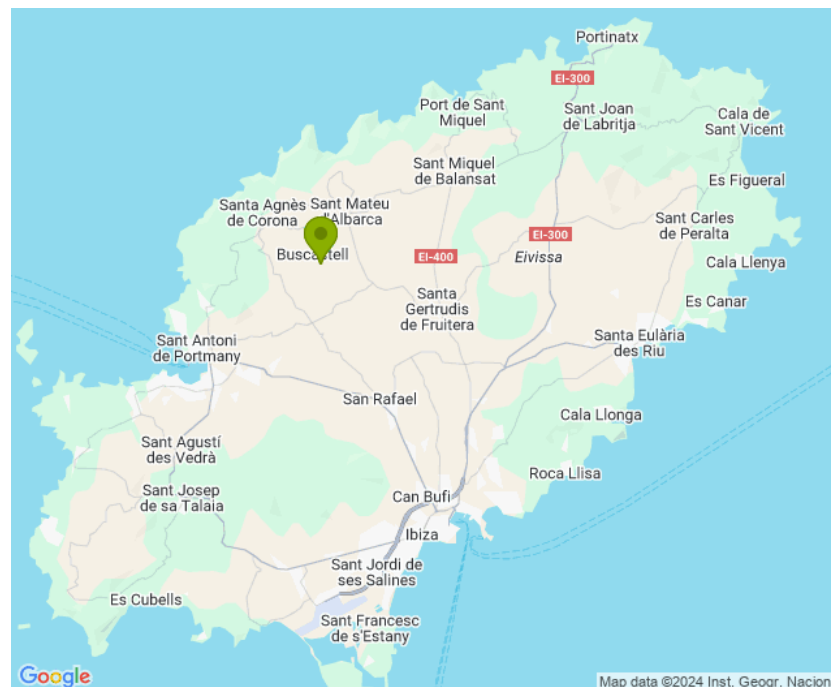 Portinatx
EI-300
Port de Sant
Miquel
Sant Joan
de Labritja
Cala de
Sant Vicent
Sant Miquel
de Balansat
Es Figueral
Santa Agnès
de Corona
Sant Mateu
d'Albarca
Sant Carles
de Peralta
EI-300
Buscastell
EI-400
Eivissa
Cala Llenya
Santa
Gertrudis
de Fruitera
Es Canar
Sant Antoni
de Portmany
Santa Eulària
des Riu
San Rafael
Cala Llonga
Sant Agustí
des Vedrà
Roca Llisa
Sant Josep
de sa Talaia
Can Bufi
Ibiza
Sant Jordi de
ses Salines
Es Cubells
Sant Francesc
de s'Estany
Google
Map data ©2024 Inst. Geogr. Nacion